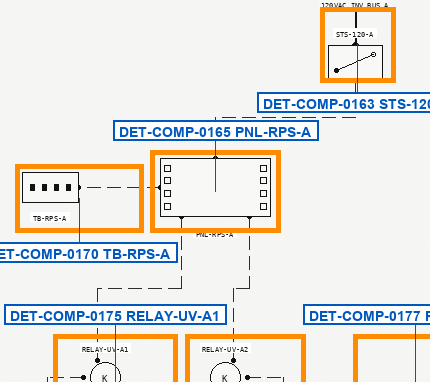 120VAC INV BUS A
STS-120-A
DET-COMP-0163 STS-120
DET-COMP-0165 PNL-RPS-A
TB-RPS-A
PNL-RPS-A
ET-COMP-0170 TB-RPS-A
DET-COMP-0175 RELAY-UV-A1
DET-COMP-0177 R
RELAY-UV-A1
RELAY-UV-A2
K
K